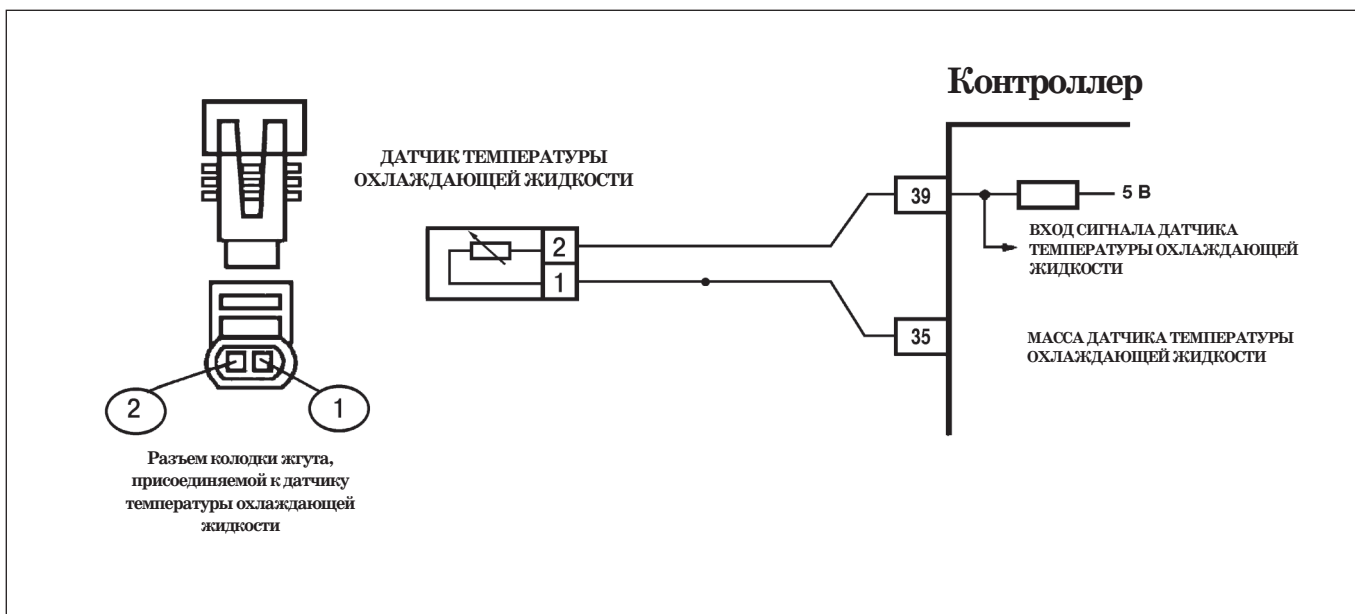 Контроллер
ДАТЧИК ТЕМПЕРАТУРЫ
ОХЛАЖДАЮЩЕЙ ЖИДКОСТИ
39
5 В
ВХОД СИГНАЛА ДАТЧИКА
ТЕМПЕРАТУРЫ ОХЛАЖДАЮЩЕЙ
ЖИДКОСТИ
2
1
35
МАССА ДАТЧИКА ТЕМПЕРАТУРЫ
ОХЛАЖДАЮЩЕЙ ЖИДКОСТИ
2
1
Разъем колодки жгута,
присоединяемой к датчику
температуры охлаждающей
жидкости